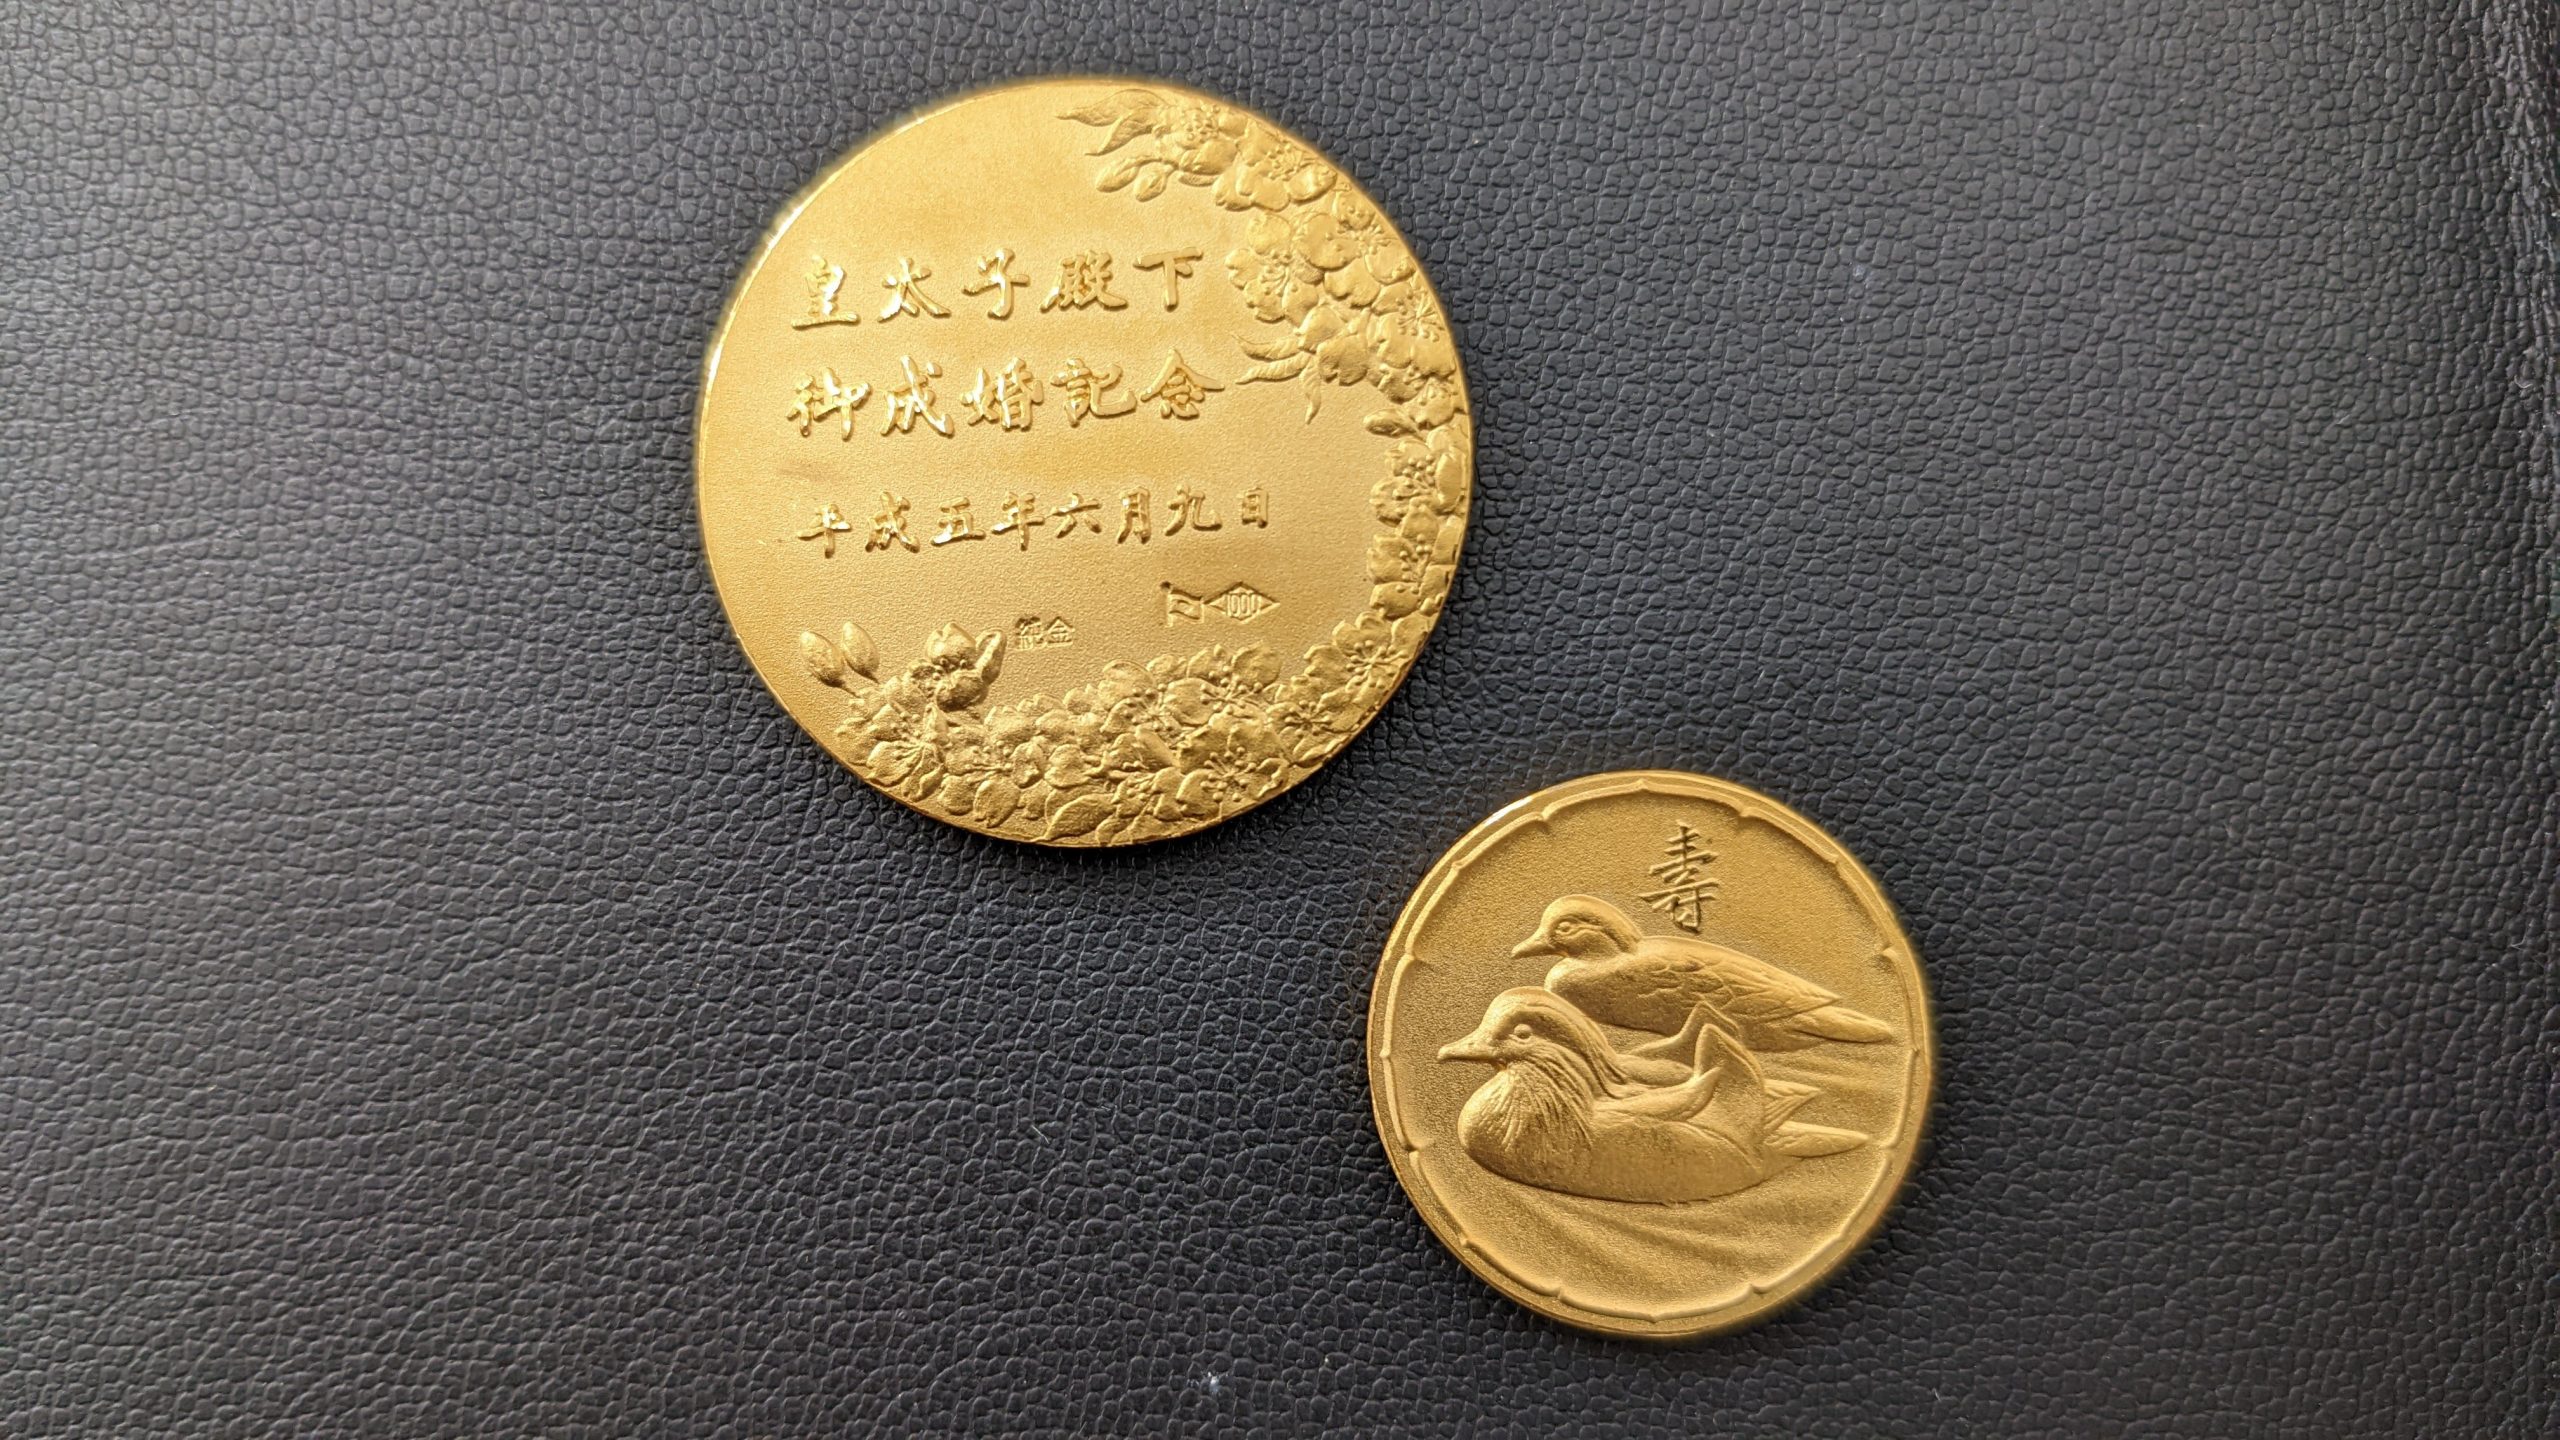 皇太子殿下
御成婚記念
平成五年六月九日
1000
純金
寿